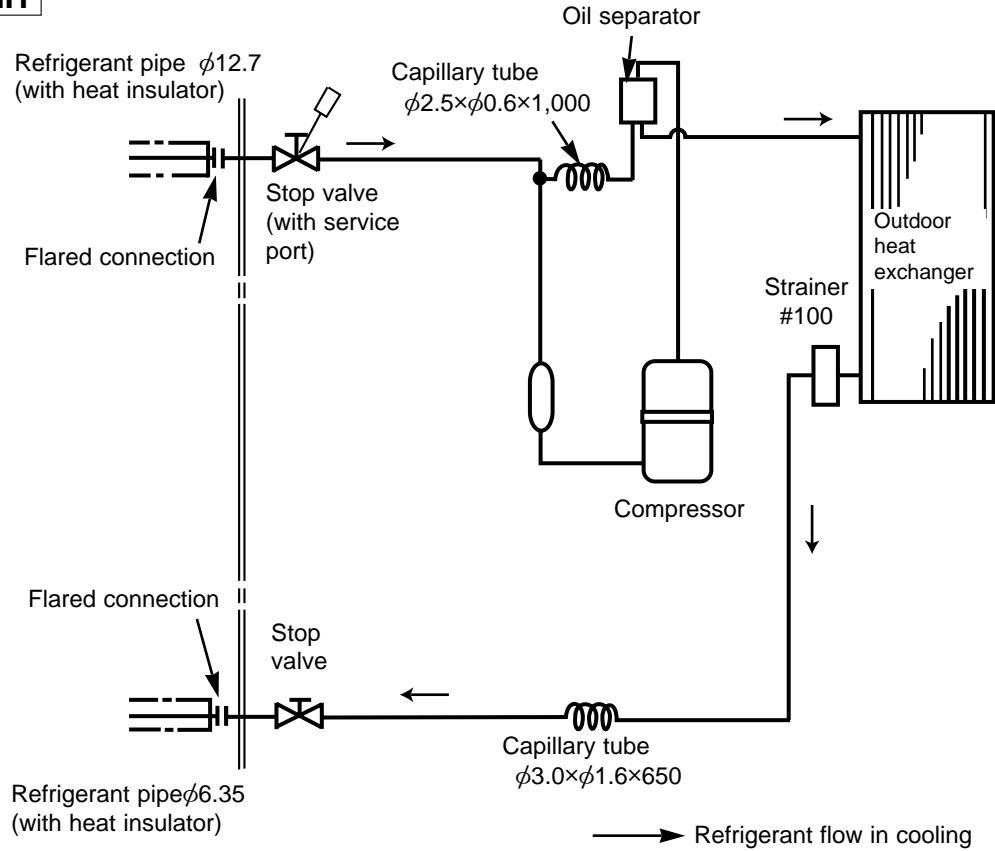 Oil separator
Refrigerant pipe ϕ12.7
(with heat insulator)
Capillary tube
ϕ2.5×ϕ0.6×1,000
Stop valve
(with service
port)
Flared connection
Outdoor
heat
exchanger
Strainer
#100
Compressor
Flared connection
Stop
valve
Capillary tube
ϕ3.0×ϕ1.6×650
Refrigerant pipeϕ6.35
(with heat insulator)
Refrigerant flow in cooling